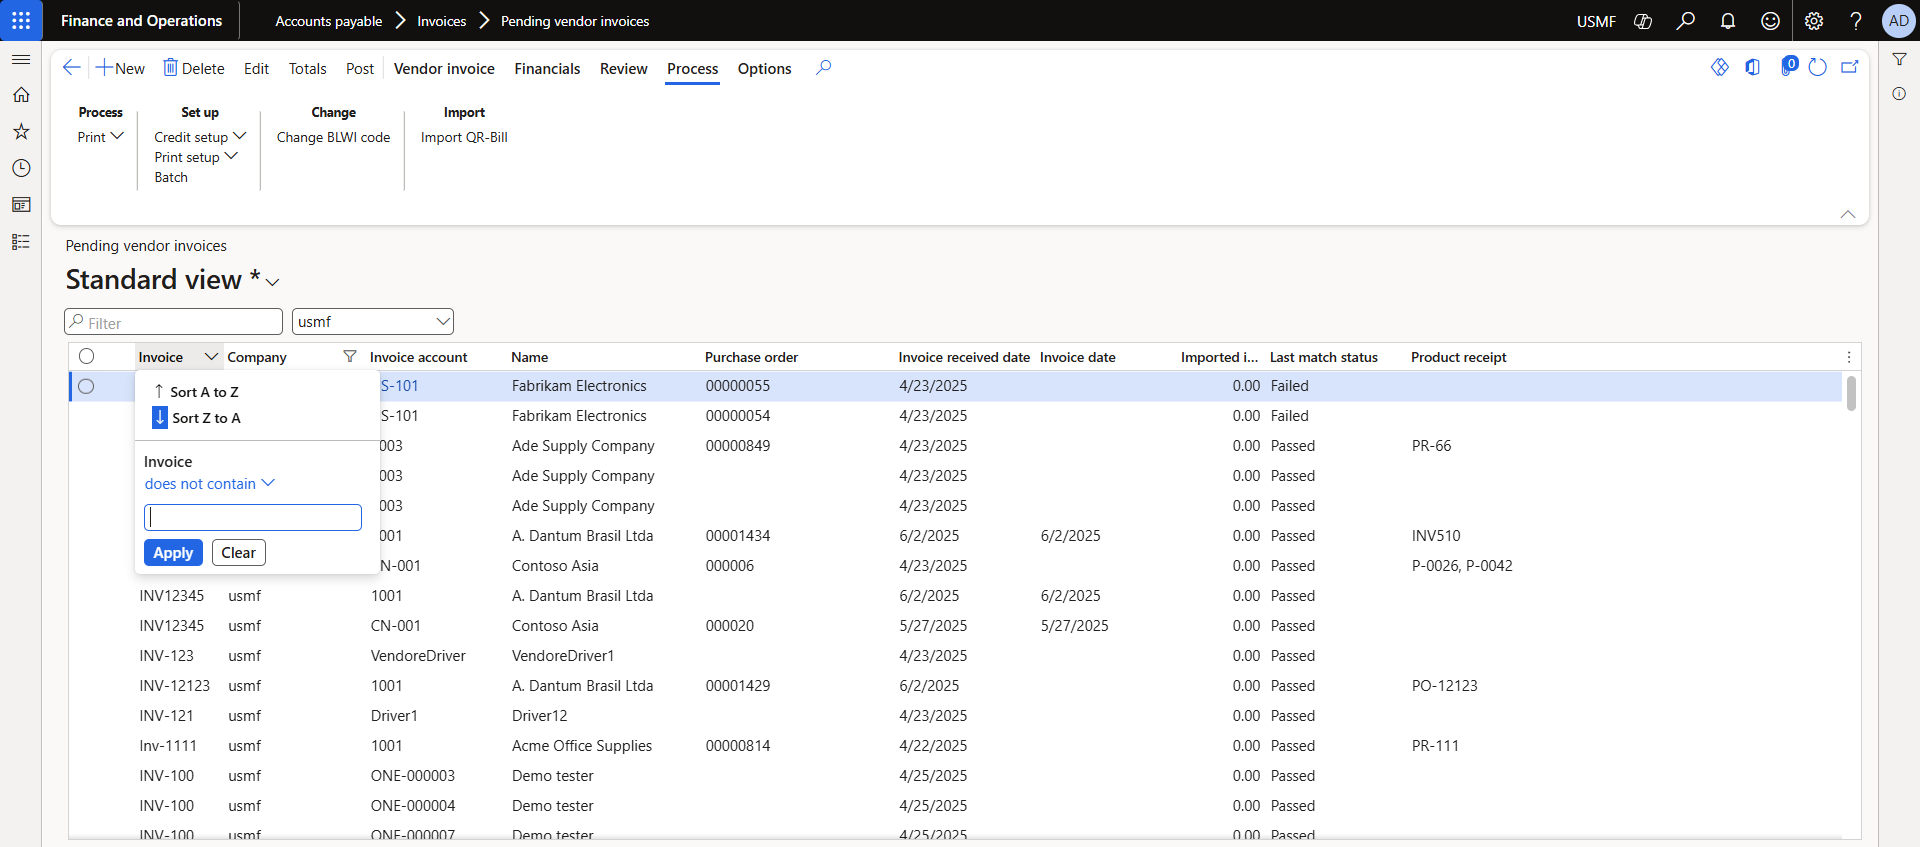 Finance and Operations
Accounts payable
Invoices
Pending vendor invoices
USMF
AD
New
Delete
Edit
Totals
Post
Vendor invoice
Financials
Review
Process
Options
0
Process
Print
Set up
Credit setup
Print setup
Batch
Change
Change BLWI code
Import
Import QR-Bill
Pending vendor invoices
Standard view *
Filter
usmf
Invoice Company Invoice account Name Purchase order Invoice received date Invoice date Imported i... Last match status Product receipt
Sort A to Z
Sort Z to A
Invoice
does not contain
Apply
Clear
S-101 Fabrikam Electronics 00000055 4/23/2025 0.00 Failed
S-101 Fabrikam Electronics 00000054 4/23/2025 0.00 Failed
003 Ade Supply Company 00000849 4/23/2025 0.00 Passed PR-66
003 Ade Supply Company 4/23/2025 0.00 Passed
003 Ade Supply Company 4/23/2025 0.00 Passed
001 A. Dantum Brasil Ltda 00001434 6/2/2025 6/2/2025 0.00 Passed INV510
N-001 Contoso Asia 000006 4/23/2025 0.00 Passed P-0026, P-0042
INV12345 usmf 1001 A. Dantum Brasil Ltda 6/2/2025 6/2/2025 0.00 Passed
INV12345 usmf CN-001 Contoso Asia 000020 5/27/2025 5/27/2025 0.00 Passed
INV-123 usmf VendoreDriver VendoreDriver1 4/23/2025 0.00 Passed
INV-12123 usmf 1001 A. Dantum Brasil Ltda 00001429 6/2/2025 0.00 Passed PO-12123
INV-121 usmf Driver1 Driver12 4/23/2025 0.00 Passed
Inv-1111 usmf 1001 Acme Office Supplies 00000814 4/22/2025 0.00 Passed PR-111
INV-100 usmf ONE-000003 Demo tester 4/25/2025 0.00 Passed
INV-100 usmf ONE-000004 Demo tester 4/25/2025 0.00 Passed
INV-100 usmf ONE-000007 Demo tester 4/25/2025 0.00 Passed